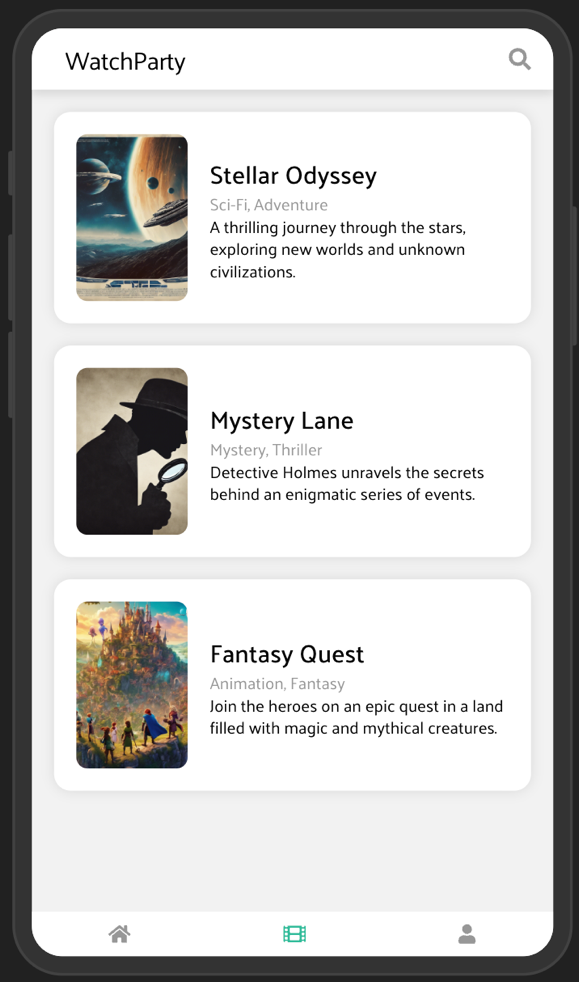 WatchParty
Stellar Odyssey
Sci-Fi, Adventure
A thrilling journey through the stars,
exploring new worlds and unknown
civilizations.
Mystery Lane
Mystery, Thriller
Detective Holmes unravels the secrets
behind an enigmatic series of events.
Fantasy Quest
Animation, Fantasy
Join the heroes on an epic quest in a land
filled with magic and mythical creatures.